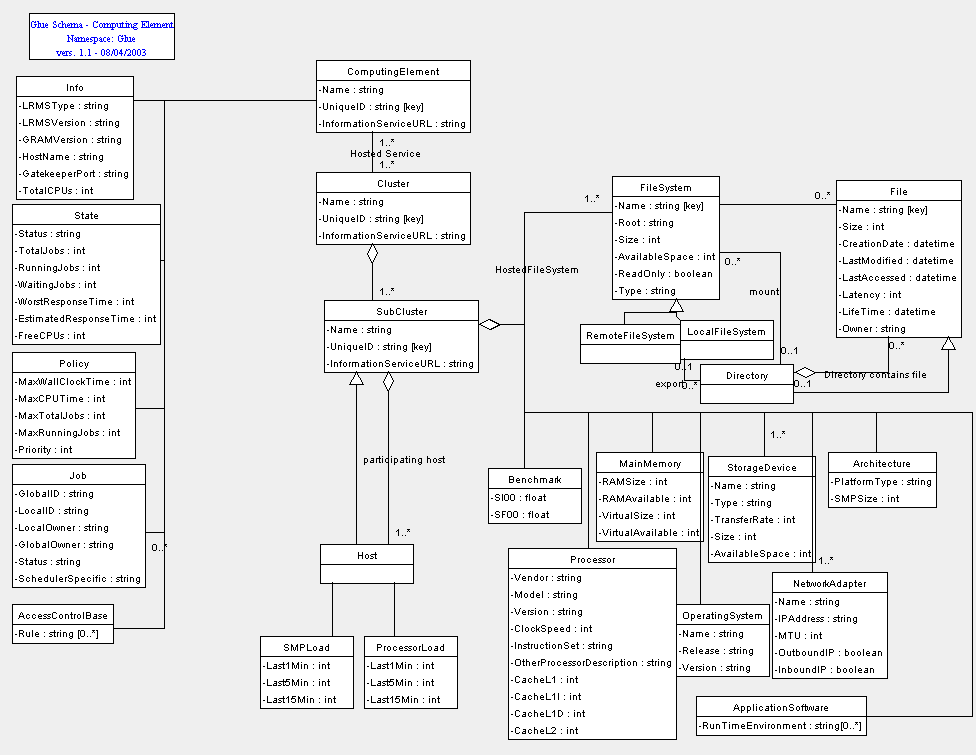 Glue Schema - Computing Element
Namespace: Glue
vers. 1.1 - 08/04/2003
Info
-LRMSType : string
-LRMSVersion : string
-GRAMVersion : string
-HostName : string
-GatekeeperPort : string
-TotalCPUs : int
State
-Status : string
-TotalJobs : int
-RunningJobs : int
-WaitingJobs : int
-WorstResponseTime : int
-EstimatedResponseTime : int
-FreeCPUs : int
Policy
-MaxWallClockTime : int
-MaxCPUTime : int
-MaxTotalJobs : int
-MaxRunningJobs : int
-Priority : int
Job
-GlobalID : string
-LocalID : string
-LocalOwner : string
-GlobalOwner : string
-Status : string
-SchedulerSpecific : string
0..*
AccessControlBase
-Rule : string [0..*]
ComputingElement
-Name : string
-UniqueID : string [key]
-InformationServiceURL : string
1..*
Hosted Service
1..*
Cluster
-Name : string
-UniqueID : string [key]
-InformationServiceURL : string
1..*
SubCluster
-Name : string
-UniqueID : string [key]
-InformationServiceURL : string
participating host
1..*
Host
SMPLoad
-Last1Min : int
-Last5Min : int
-Last15Min : int
ProcessorLoad
-Last1Min : int
-Last5Min : int
-Last15Min : int
1..*
HostedFileSystem
FileSystem
-Name : string [key]
-Root : string
-Size : int
-AvailableSpace : int
-ReadOnly : boolean
-Type : string
0..*
0..*
mount
File
-Name : string [key]
-Size : int
-CreationDate : datetime
-LastModified : datetime
-LastAccessed : datetime
-Latency : int
-LifeTime : datetime
-Owner : string
RemoteFileSystem
LocalFileSystem
0..1
0..*
0..1
export
0..*
Directory
0..1
Directory contains file
1..*
Benchmark
-SI00 : float
-SF00 : float
MainMemory
-RAMSize : int
-RAMAvailable : int
-VirtualSize : int
-VirtualAvailable : int
StorageDevice
-Name : string
-Type : string
-TransferRate : int
-Size : int
-AvailableSpace : int
Architecture
-PlatformType : string
-SMPSize : int
1..*
Processor
-Vendor : string
-Model : string
-Version : string
-ClockSpeed : int
-InstructionSet : string
-OtherProcessorDescription : string
-CacheL1 : int
-CacheL1I : int
-CacheL1D : int
-CacheL2 : int
OperatingSystem
-Name : string
-Release : string
-Version : string
NetworkAdapter
-Name : string
-IPAddress : string
-MTU : int
-OutboundIP : boolean
-InboundIP : boolean
ApplicationSoftware
-RunTimeEnvironment : string[0..*]